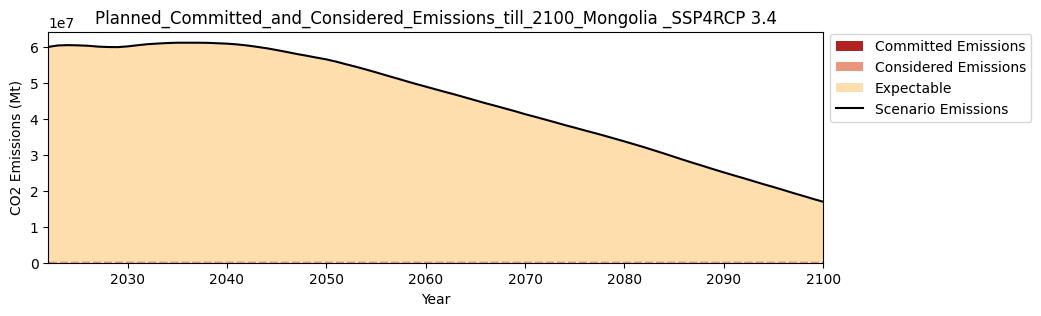 Planned_Committed_and_Considered_Emissions_till_2100_Mongolia _SSP4RCP 3.4
1e7
6
5
4
3
2
1
0
CO2 Emissions (Mt)
2030 2040 2050 2060 2070 2080 2090 2100
Year
Committed Emissions
Considered Emissions
Expectable
Scenario Emissions